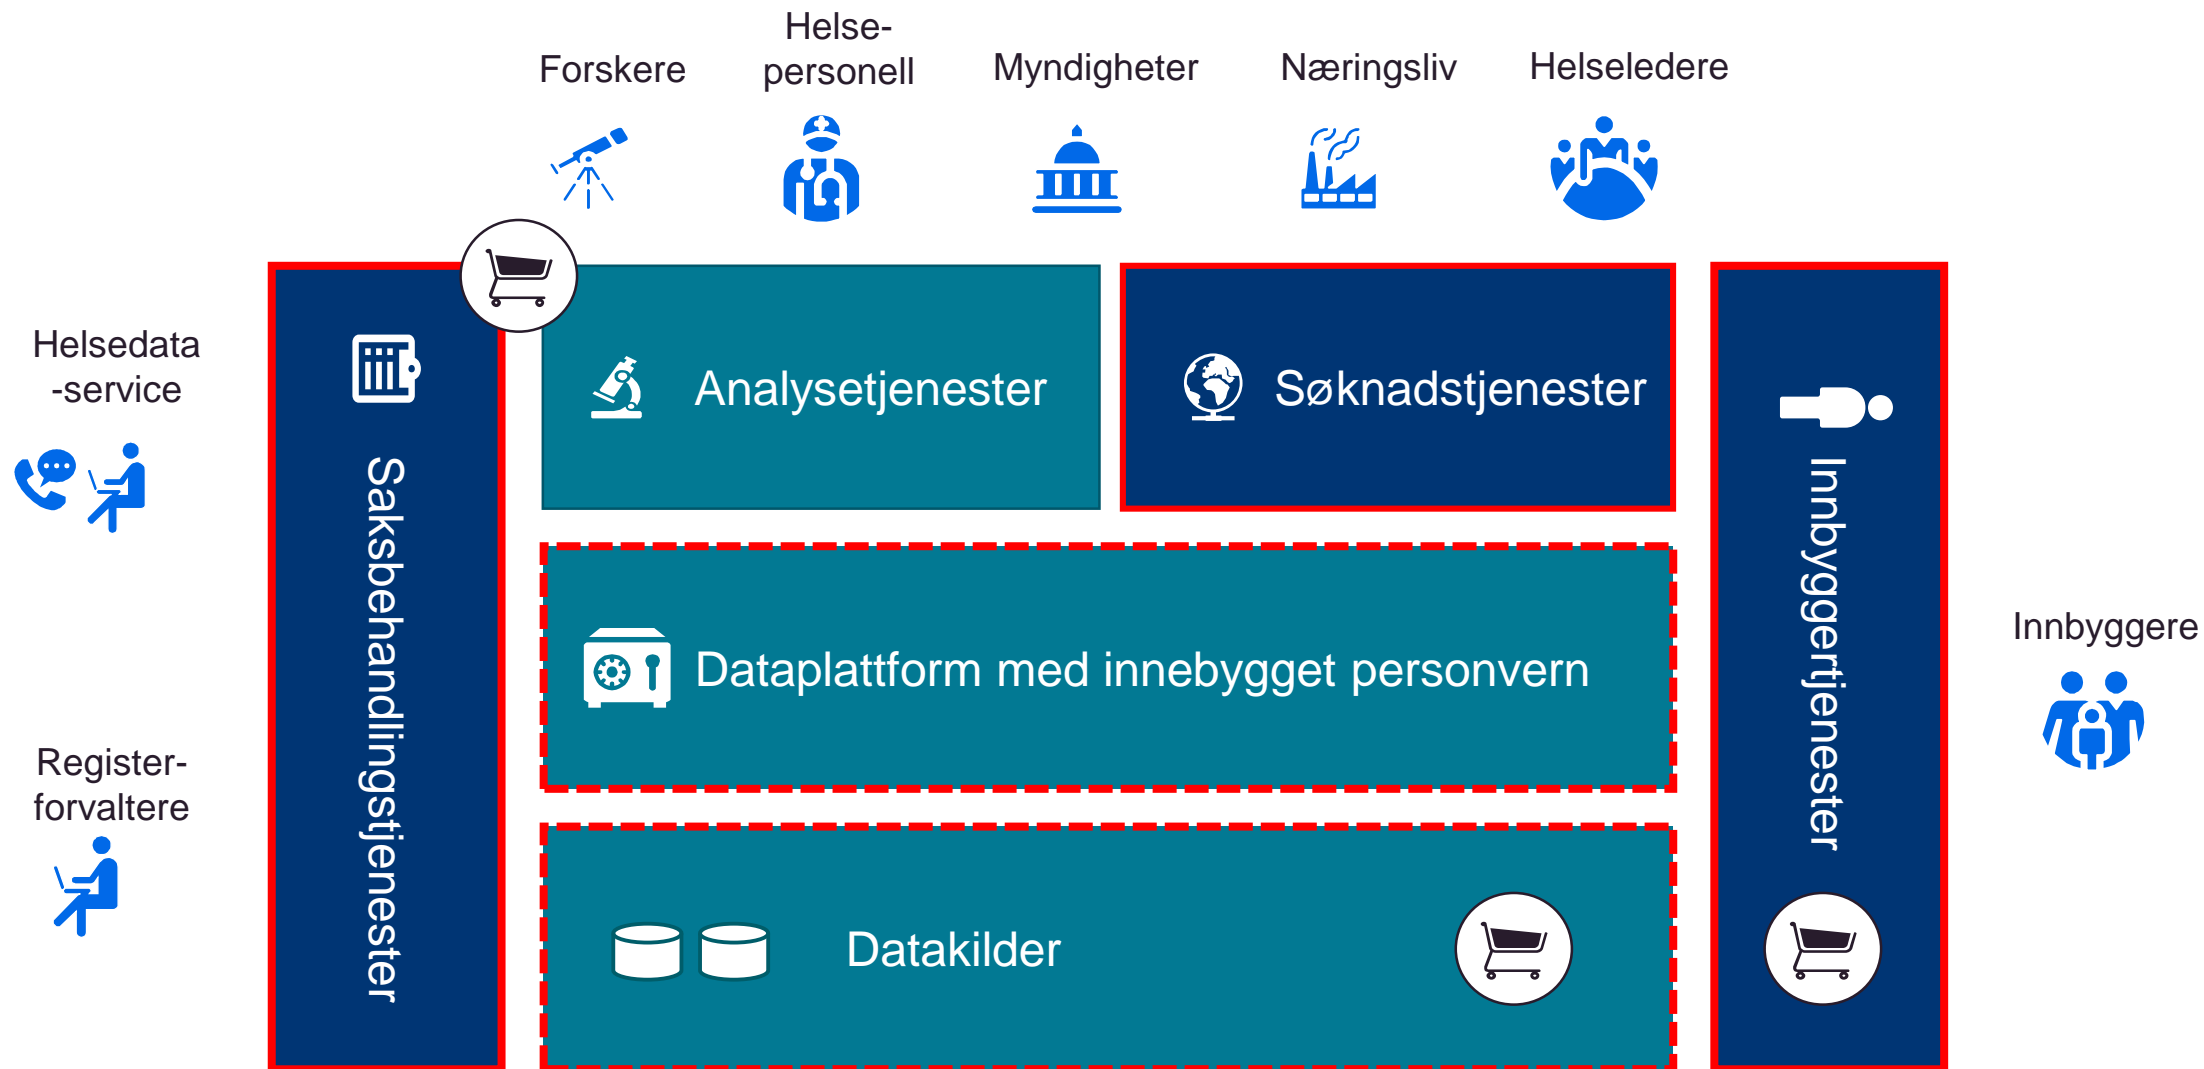 Forskere
Helse-
personell
Myndigheter
Næringsliv
Helseledere
Helsedata
-service
Register-
forvaltere
Saksbehandlingstjenester
Analysetjenester
Søknadstjenester
Dataplattform med innebygget personvern
Datakilder
Innbyggertjenester
Innbyggere